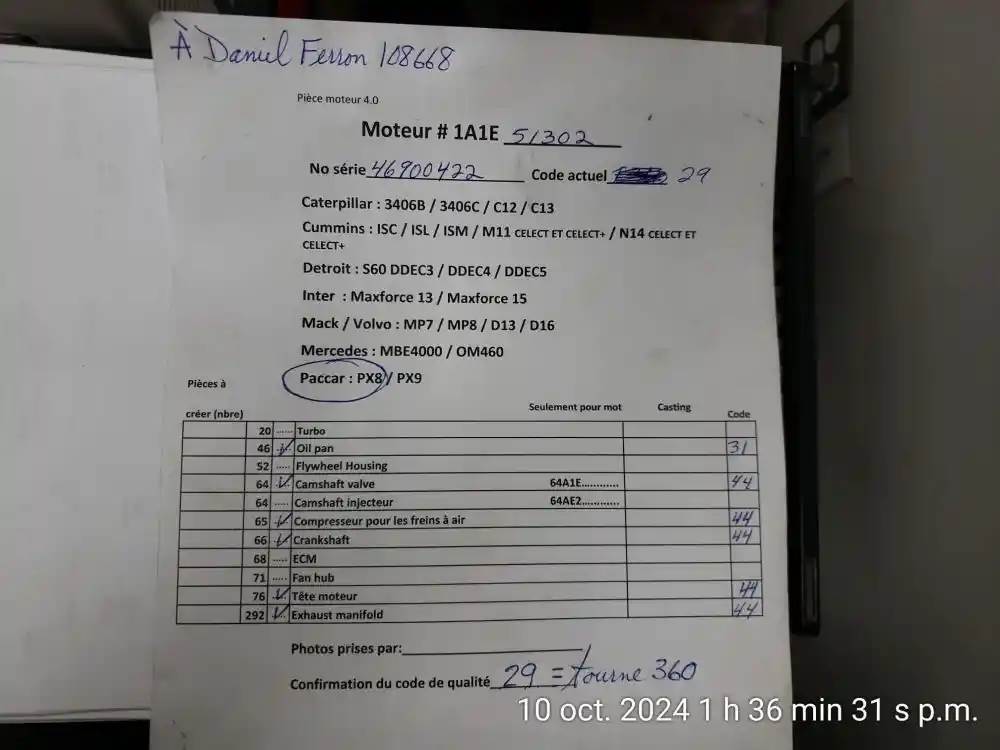 À Daniel Ferron 108668
Pièce moteur 4.0
Moteur # 1A1E 51302
No série 46900422 Code actuel 29
Caterpillar : 3406B / 3406C / C12 / C13
Cummins : ISC / ISL / ISM / M11 CELECT ET CELECT+ / N14 CELECT ET
CELECT+
Detroit : S60 DDEC3 / DDEC4 / DDEC5
Inter : Maxforce 13 / Maxforce 15
Mack / Volvo : MP7 / MP8 / D13 / D16
Mercedes : MBE4000 / OM460
Paccar : PX8 / PX9
Pièces à
créer (nbre) Seulement pour mot Casting Code
20 ...... Turbo
46 Oil pan 31
52 ..... Flywheel Housing
64 Camshaft valve 64A1E............ 44
64 ..... Camshaft injecteur 64AE2............
65 Compresseur pour les freins à air 44
66 Crankshaft 44
68 ..... ECM
71 ..... Fan hub
76 Tête moteur 44
292 Exhaust manifold 44
Photos prises par:
Confirmation du code de qualité 29 = tourne 360
10 oct. 2024 1 h 36 min 31 s p.m.